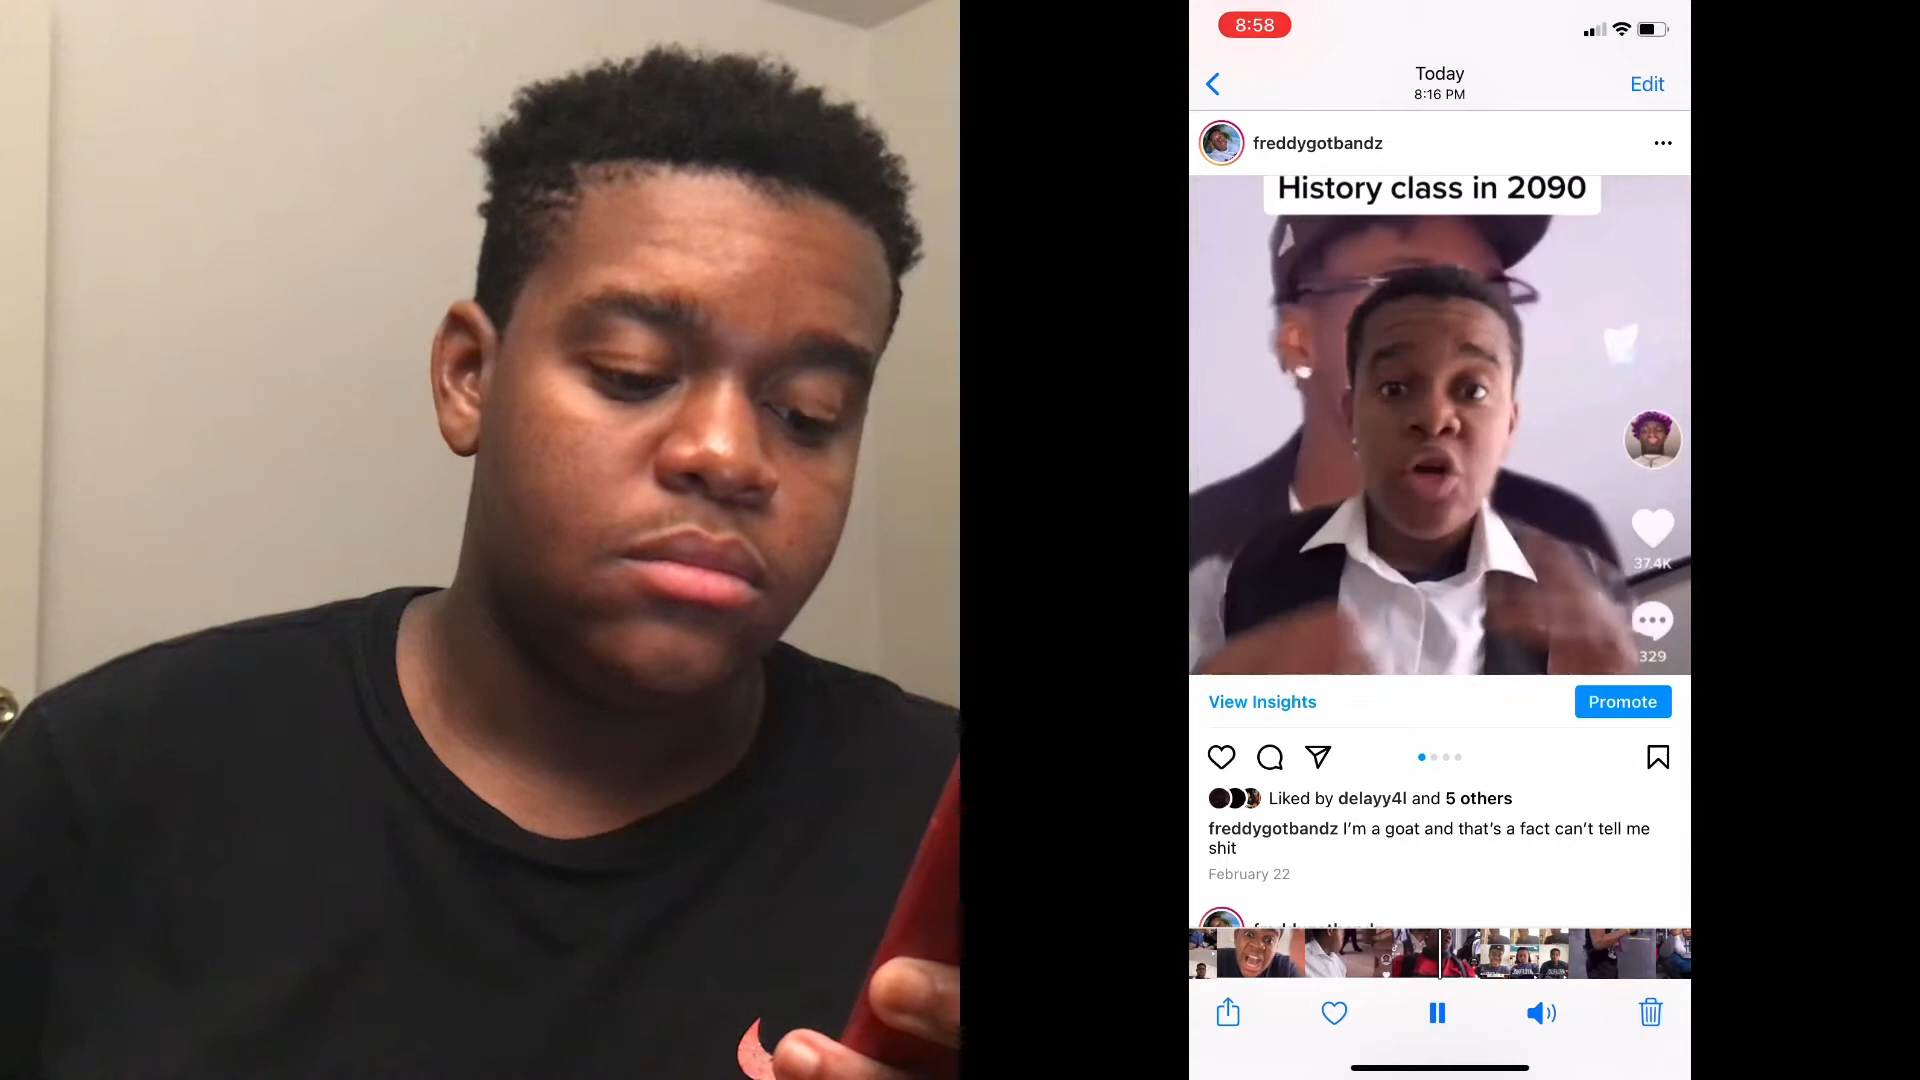 8:58
Today
8:16 PM
Edit
freddygotbandz
History class in 2090
37.4K
329
View Insights
Promote
Liked by delayy4l and 5 others
freddygotbandz I'm a goat and that's a fact can't tell me
shit
February 22